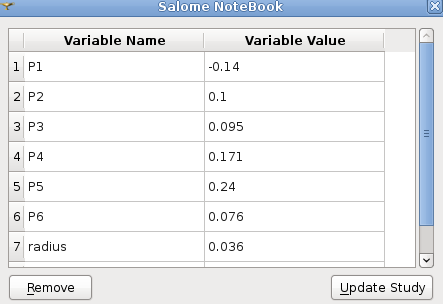 Salome NoteBook
Variable Name Variable Value
1 P1 -0.14
2 P2 0.1
3 P3 0.095
4 P4 0.171
5 P5 0.24
6 P6 0.076
7 radius 0.036
Remove Update Study